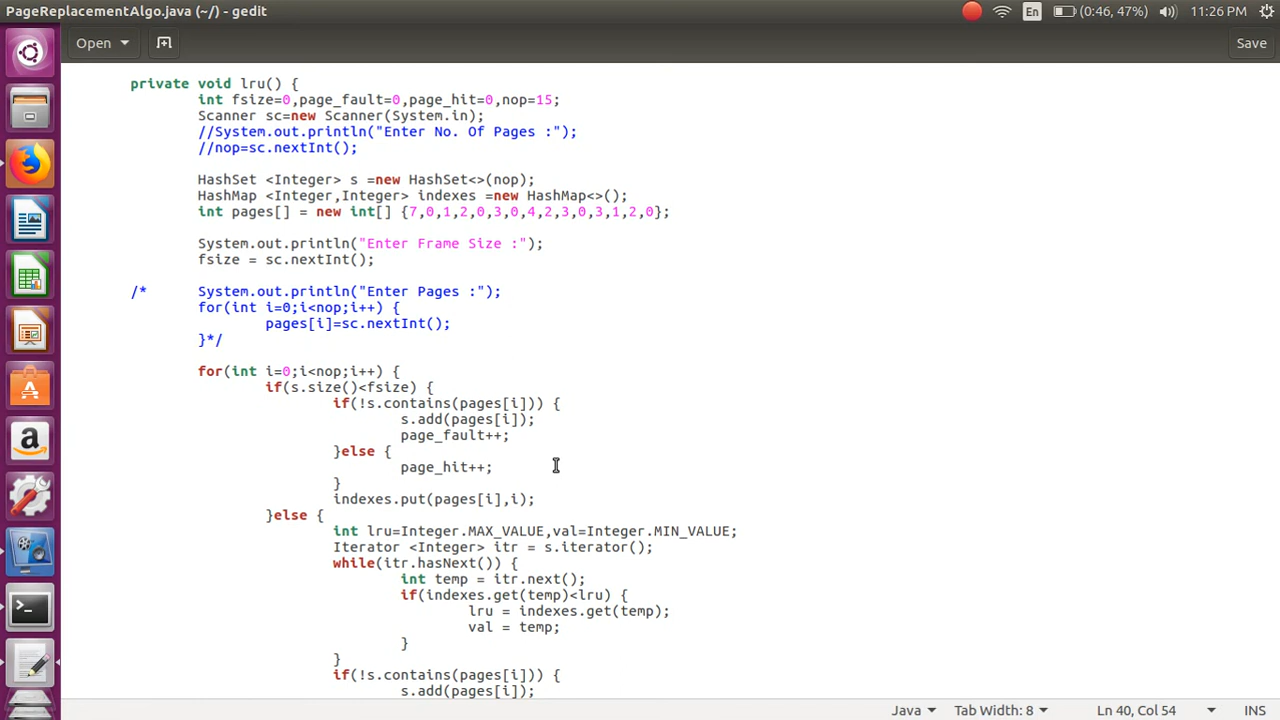 PageReplacementAlgo.java (~/) - gedit
En
(0:46, 47%)
11:26 PM
Open
Save
private void lru() {
int fsize=0,page_fault=0,page_hit=0,nop=15;
Scanner sc=new Scanner(System.in);
//System.out.println("Enter No. Of Pages :");
//nop=sc.nextInt();
HashSet <Integer> s =new HashSet<>(nop);
HashMap <Integer,Integer> indexes =new HashMap<>();
int pages[] = new int[] {7,0,1,2,0,3,0,4,2,3,0,3,1,2,0};
System.out.println("Enter Frame Size :");
fsize = sc.nextInt();
/* System.out.println("Enter Pages :");
for(int i=0;i<nop;i++) {
pages[i]=sc.nextInt();
}*/
for(int i=0;i<nop;i++) {
if(s.size()<fsize) {
if(!s.contains(pages[i])) {
s.add(pages[i]);
page_fault++;
}else {
page_hit++;
}
indexes.put(pages[i],i);
}else {
int lru=Integer.MAX_VALUE,val=Integer.MIN_VALUE;
Iterator <Integer> itr = s.iterator();
while(itr.hasNext()) {
int temp = itr.next();
if(indexes.get(temp)<lru) {
lru = indexes.get(temp);
val = temp;
}
}
if(!s.contains(pages[i])) {
s.add(pages[i]);
Java
Tab Width: 8
Ln 40, Col 54
INS